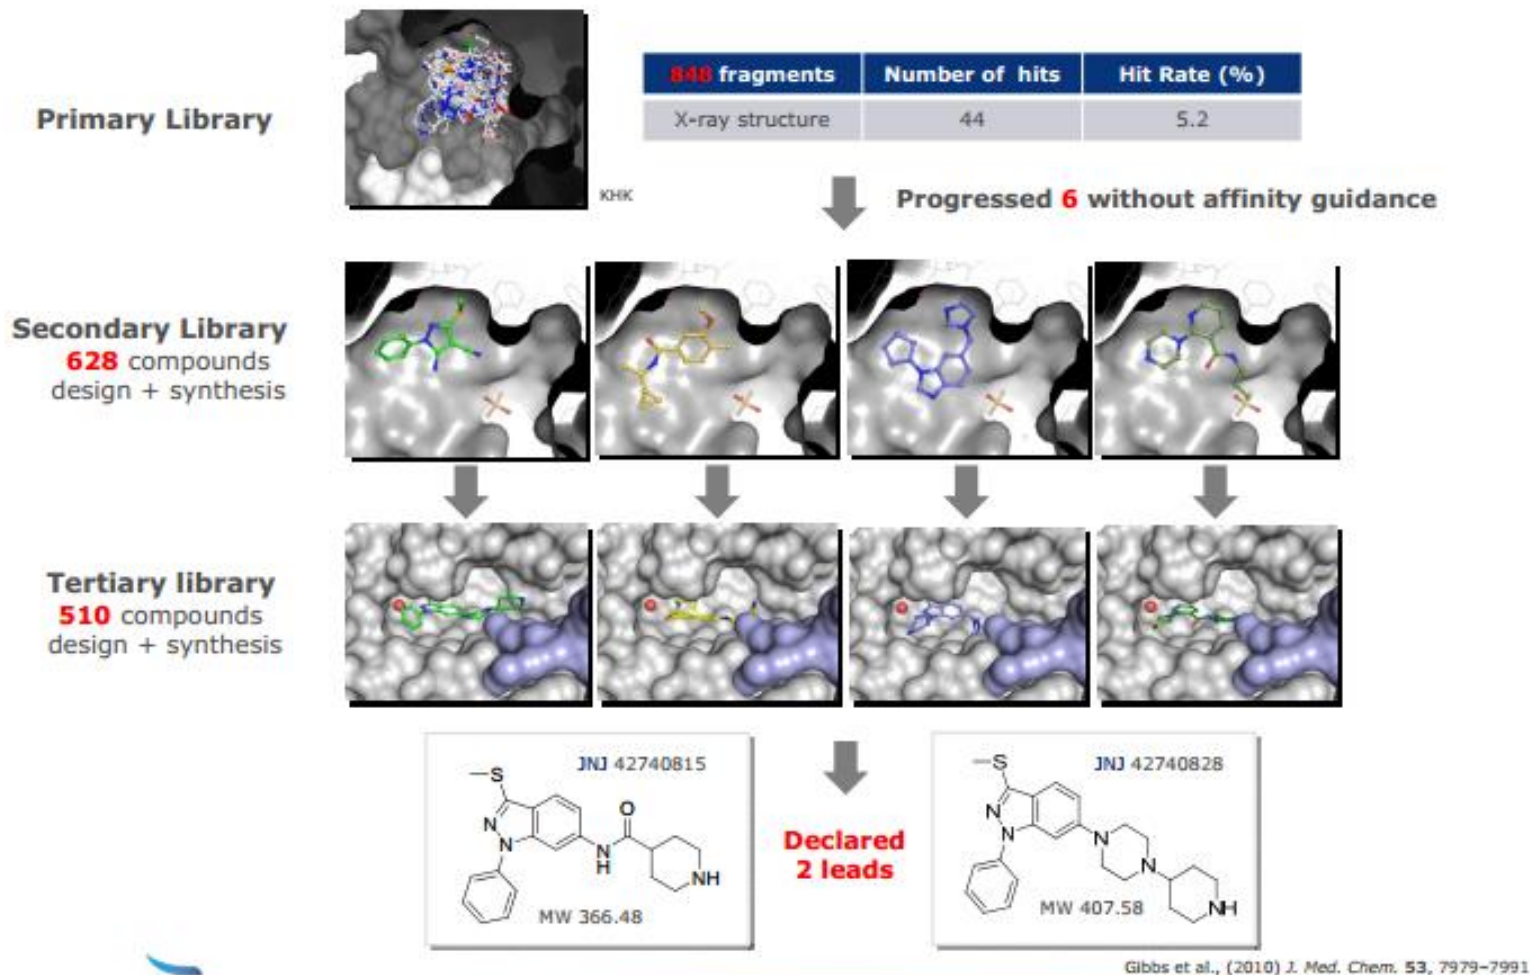 848 fragments Number of hits Hit Rate (%)
X-ray structure 44 5.2
Primary Library
KHK
Progressed 6 without affinity guidance
Secondary Library
628 compounds
design + synthesis
Tertiary library
510 compounds
design + synthesis
JNJ 42740815
S
N
N
O
N
H
NH
MW 366.48
Declared
2 leads
JNJ 42740828
S
N
N
N
N
NH
MW 407.58
Gibbs et al., (2010) J. Med. Chem. 53, 7979–7991